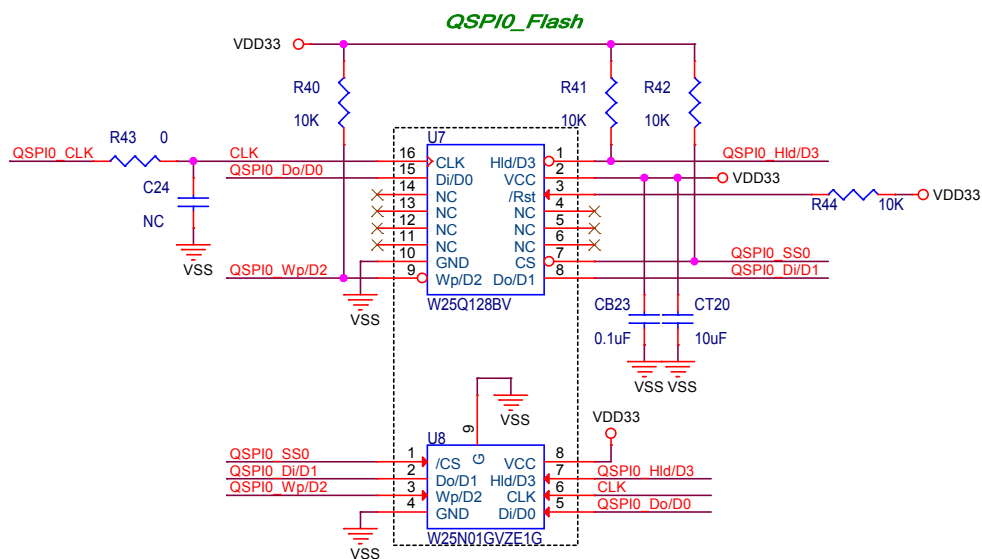 QSPI0_Flash
VDD33
R40
10K
R41
10K
R42
10K
R43 0
QSPI0_CLK
CLK
QSPI0_Do/D0
C24
NC
VSS
QSPI0_Wp/D2
VSS
U7
16 CLK
15 Di/D0
14 NC
13 NC
12 NC
11 NC
10 GND
9 Wp/D2
Hld/D3 1
VCC 2
/Rst 3
NC 4
NC 5
NC 6
CS 7
Do/D1 8
W25Q128BV
QSPI0_Hld/D3
VDD33
R44 10K
VDD33
QSPI0_SS0
QSPI0_Di/D1
CB23
0.1uF
CT20
10uF
VSS VSS
VSS
9
VDD33
U8
QSPI0_SS0
QSPI0_Di/D1
QSPI0_Wp/D2
1 /CS
2 Do/D1
3 Wp/D2
4 GND
G
VCC 8
Hld/D3 7
CLK 6
Di/D0 5
QSPI0_Hld/D3
CLK
QSPI0_Do/D0
VSS
W25N01GVZE1G